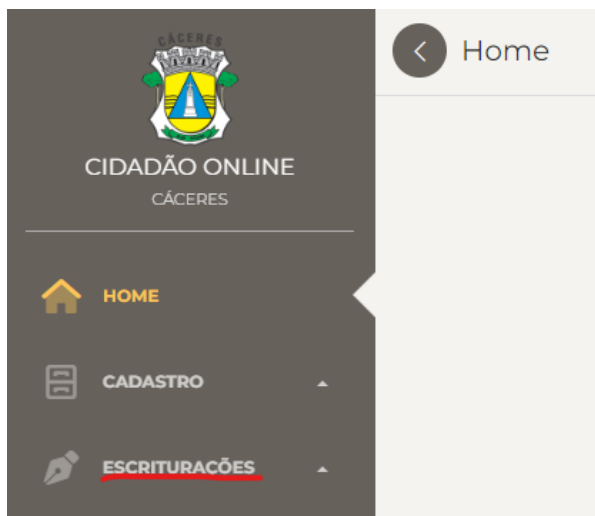 CÁCERES
CIDADÃO ONLINE
CÁCERES
Home
HOME
CADASTRO
ESCRITURAÇÕES